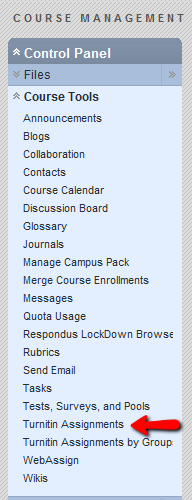 COURSE MANAGEMENT
Control Panel
Files
Course Tools
Announcements
Blogs
Collaboration
Contacts
Course Calendar
Discussion Board
Glossary
Journals
Manage Campus Pack
Merge Course Enrollments
Messages
Quota Usage
Respondus LockDown Browse
Rubrics
Send Email
Tasks
Tests, Surveys, and Pools
Turnitin Assignments
Turnitin Assignments by Groups
WebAssign
Wikis